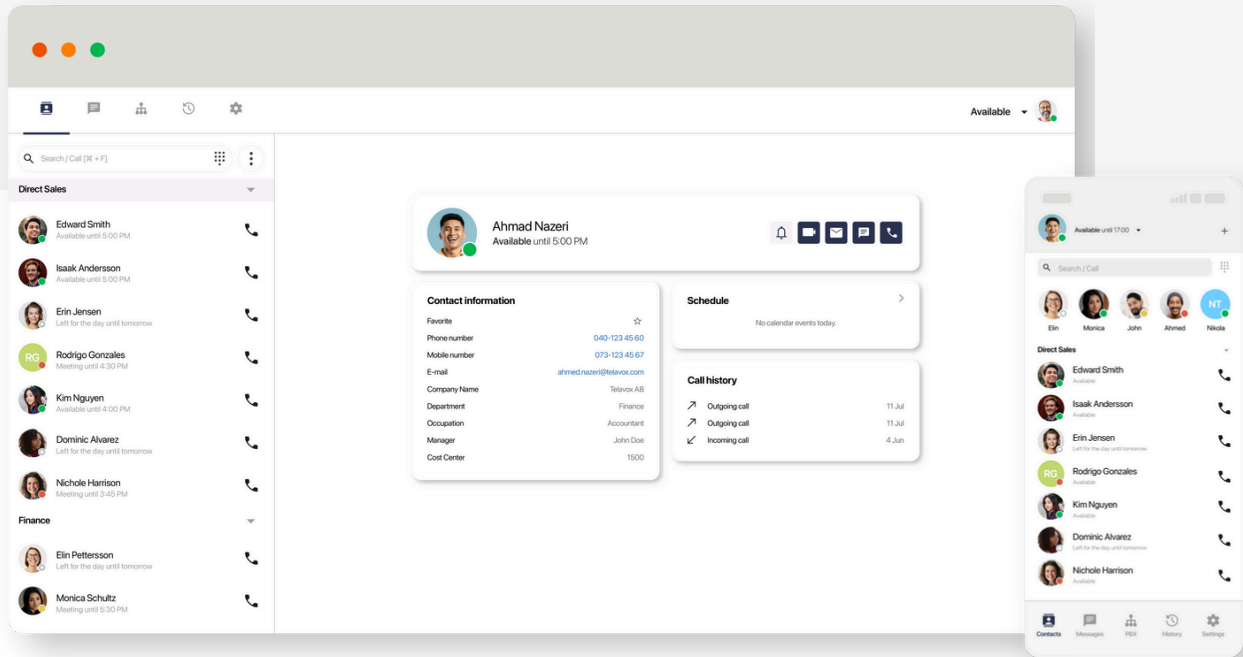 Available
Search / Call [⌘ + F]
Direct Sales
Edward Smith
Available until 5:00 PM
Isaak Andersson
Available until 5:00 PM
Erin Jensen
Left for the day until tomorrow
RG
Rodrigo Gonzales
Meeting until 4:30 PM
Kim Nguyen
Available until 4:00 PM
Dominic Alvarez
Left for the day until tomorrow
Nichole Harrison
Meeting until 3:45 PM
Finance
Elin Pettersson
Left for the day until tomorrow
Monica Schultz
Meeting until 5:30 PM
Ahmad Nazeri
Available until 5:00 PM
Contact information
Favorite
Phone number 040-123 45 60
Mobile number 073-123 45 67
E-mail ahmed.nazeri@telavox.com
Company Name Telavox AB
Department Finance
Occupation Accountant
Manager John Doe
Cost Center 1500
Schedule
No calendar events today.
Call history
Outgoing call 11 Jul
Outgoing call 11 Jul
Incoming call 4 Jun
Available until 17:00
Search / Call
NT
Elin Monica John Ahmed Nikola
Direct Sales
Edward Smith
Available
Isaak Andersson
Available
Erin Jensen
Left for the day until tomorrow
RG
Rodrigo Gonzales
Available
Kim Nguyen
Available
Dominic Alvarez
Left for the day until tomorrow
Nichole Harrison
Available
Contacts Messages PBX History Settings